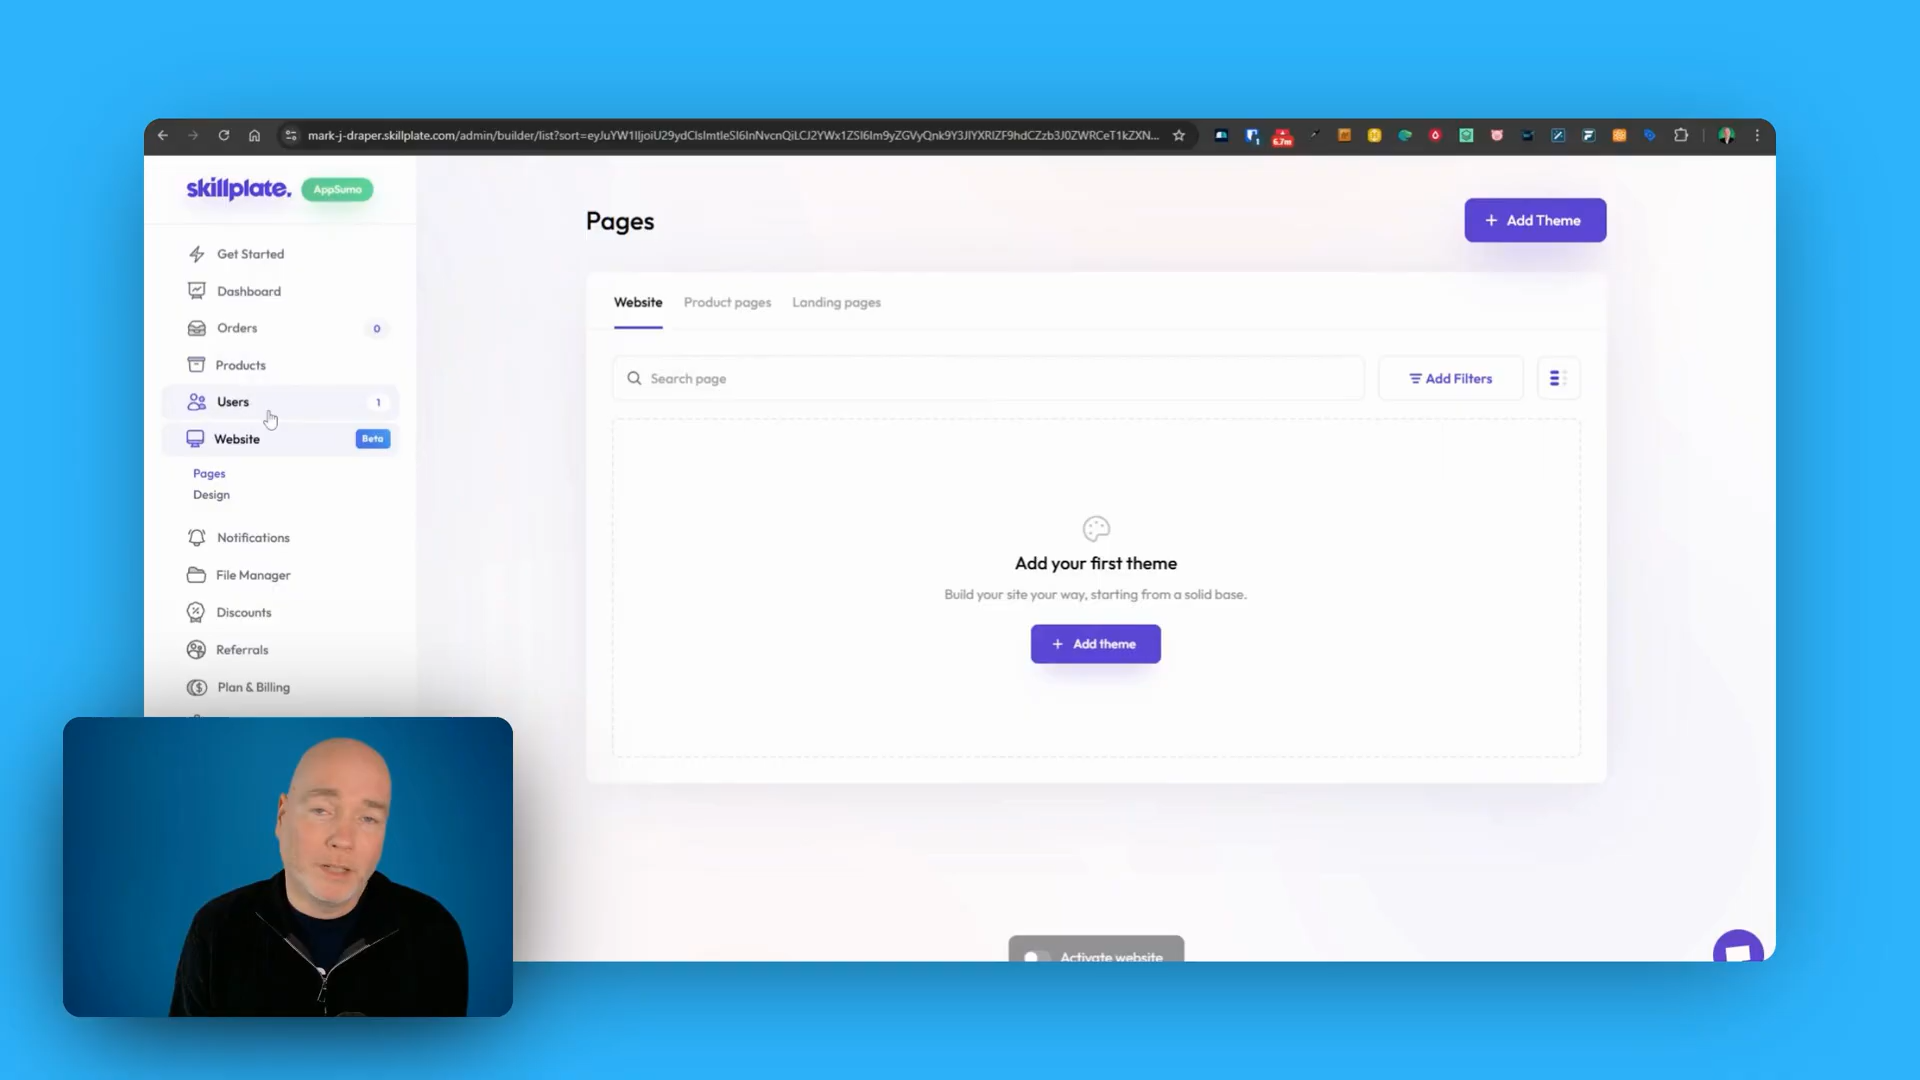 mark-j-draper.skillplate.com/admin/builder/list?sort=
6.7m
1
skillplate.
AppSumo
Get Started
Dashboard
Orders 0
Products
Users 1
Website Beta
Pages
Design
Notifications
File Manager
Discounts
Referrals
Plan & Billing
Pages
+ Add Theme
Website Product pages Landing pages
Search page
Add Filters
Add your first theme
Build your site your way, starting from a solid base.
+ Add theme
Activate website